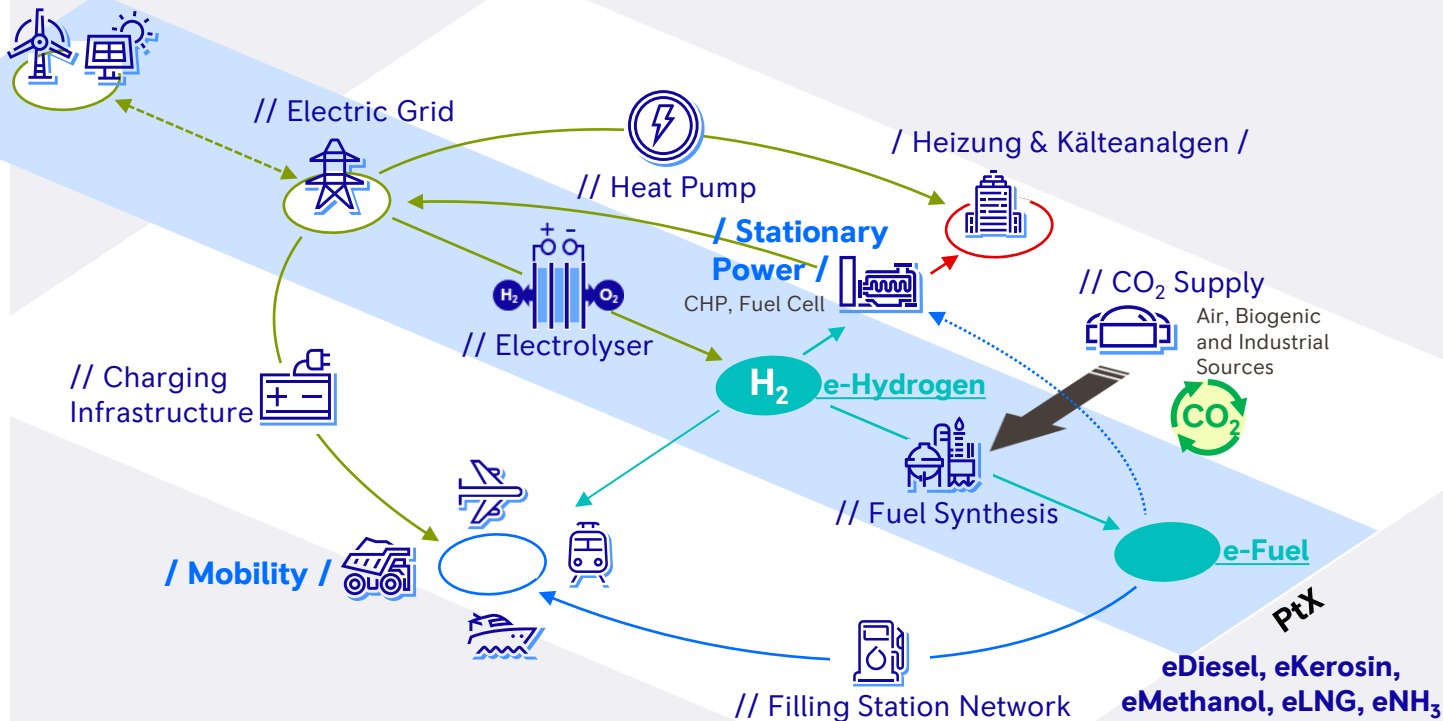 // Electric Grid
// Heat Pump
/ Heizung & Kälteanalgen /
/ Stationary
Power /
CHP, Fuel Cell
+ -
H₂
O₂
// Electrolyser
// CO₂ Supply
Air, Biogenic
and Industrial
Sources
CO₂
// Charging
Infrastructure
+ -
H₂
e-Hydrogen
// Fuel Synthesis
e-Fuel
/ Mobility /
PtX
// Filling Station Network
eDiesel, eKerosin,
eMethanol, eLNG, eNH₃